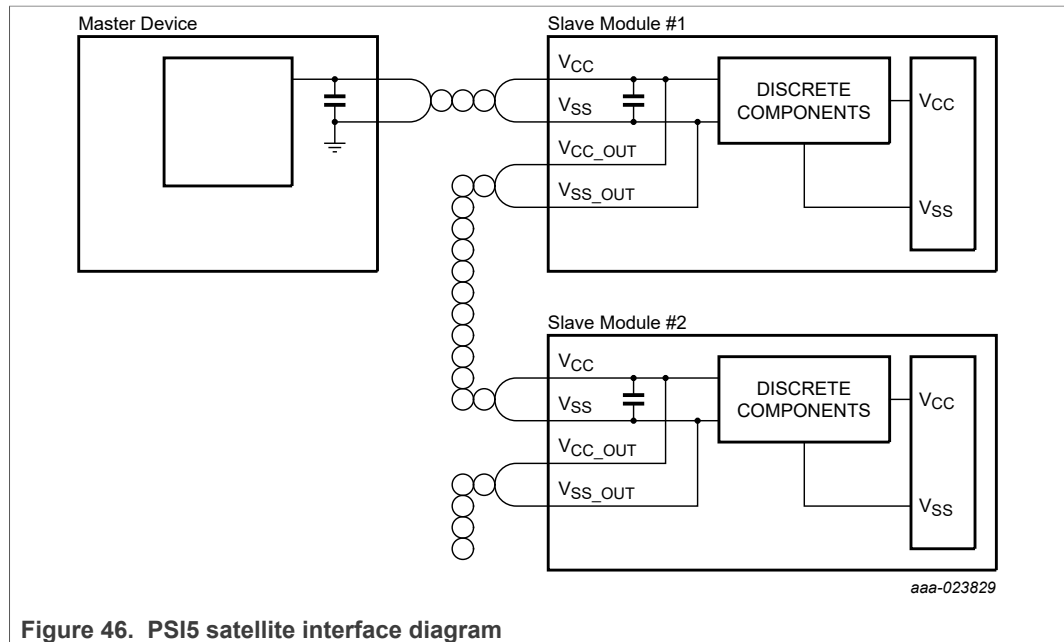 Master Device
Slave Module #1
VCC
VSS
VCC_OUT
VSS_OUT
DISCRETE
COMPONENTS
VCC
VSS
Slave Module #2
VCC
VSS
VCC_OUT
VSS_OUT
DISCRETE
COMPONENTS
VCC
VSS
aaa-023829
Figure 46. PSI5 satellite interface diagram